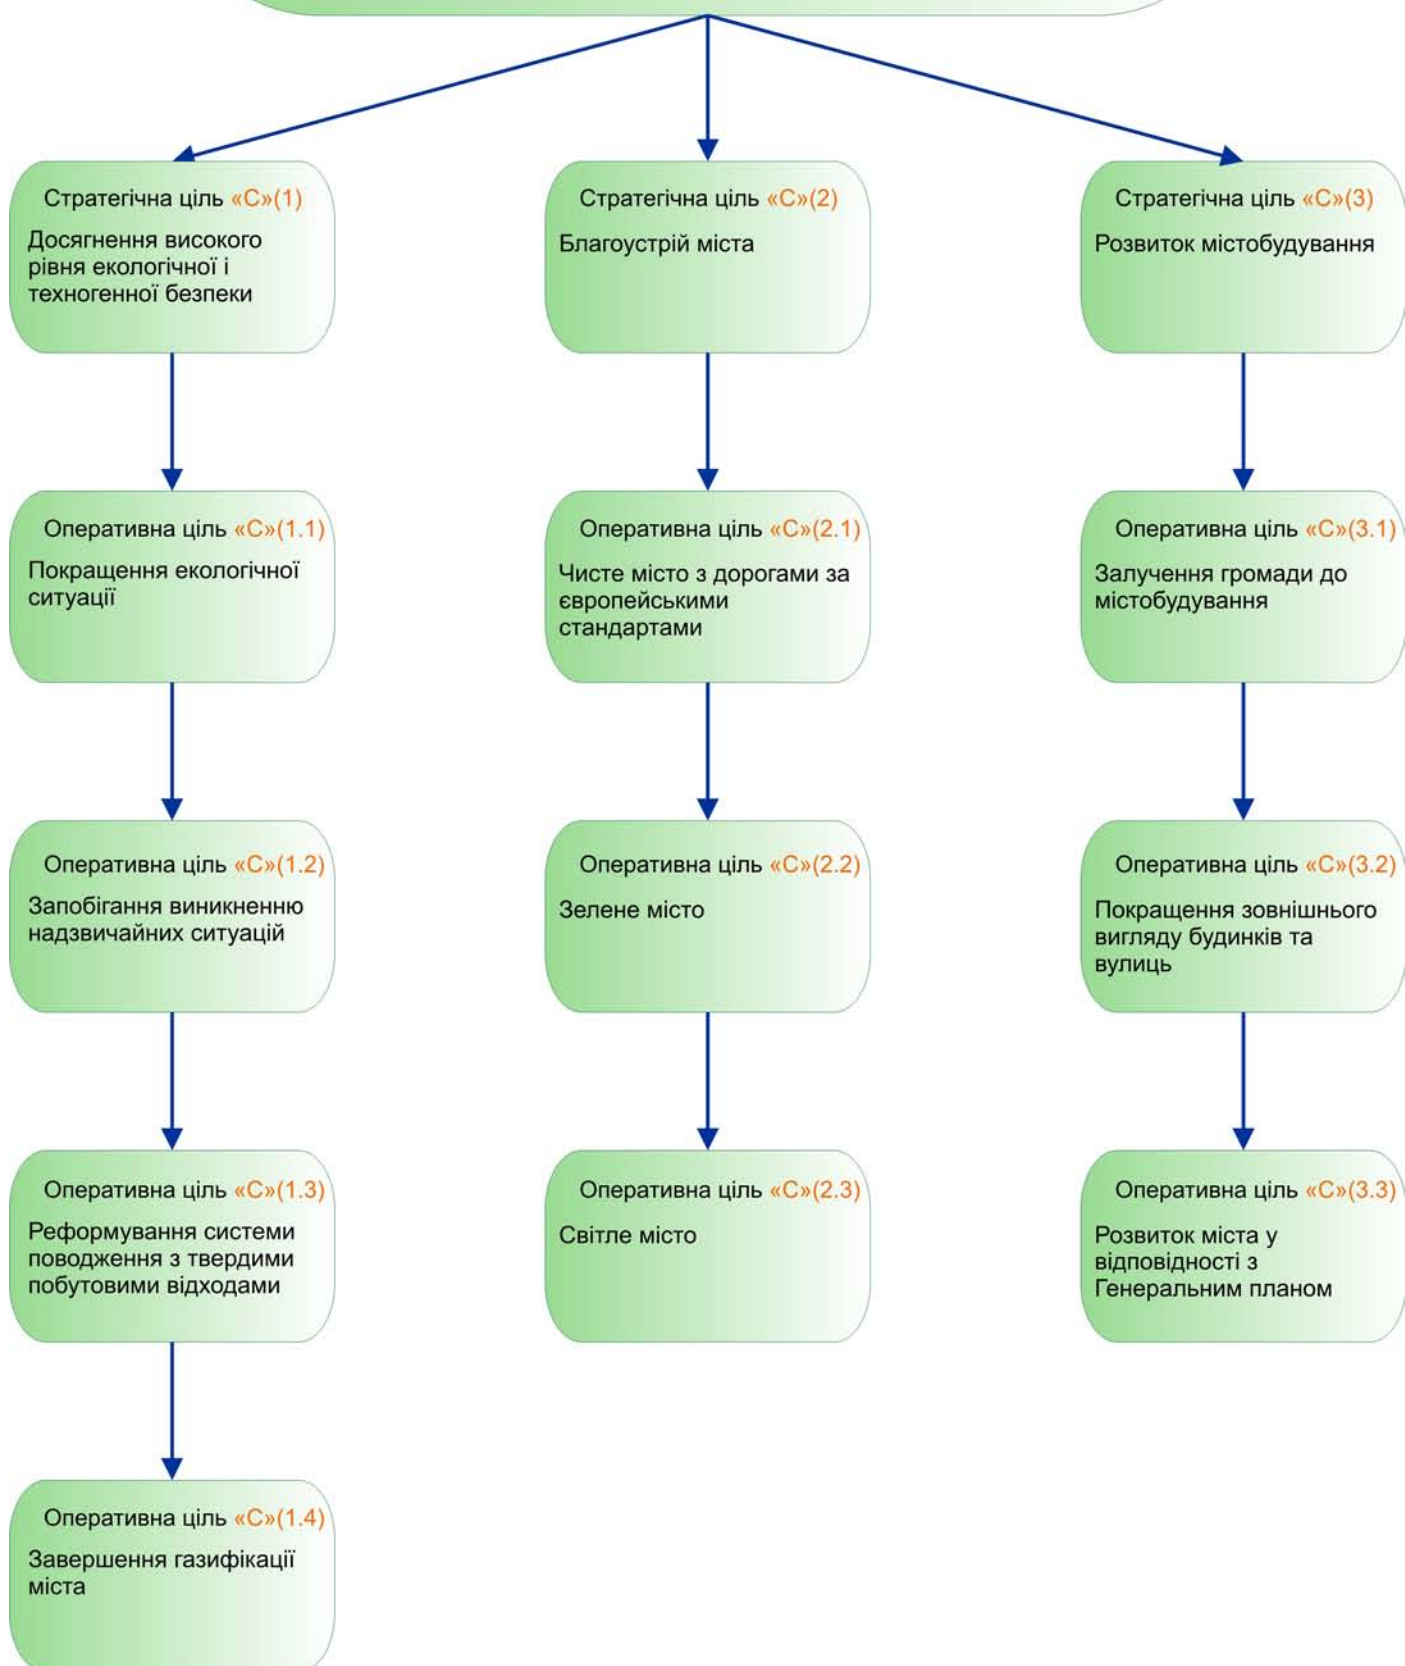 Стратегічна ціль «С»(1)
Досягнення високого
рівня екологічної і
техногенної безпеки
Стратегічна ціль «С»(2)
Благоустрій міста
Стратегічна ціль «С»(3)
Розвиток містобудування
Оперативна ціль «С»(1.1)
Покращення екологічної
ситуації
Оперативна ціль «С»(2.1)
Чисте місто з дорогами за
європейськими
стандартами
Оперативна ціль «С»(3.1)
Залучення громади до
містобудування
Оперативна ціль «С»(1.2)
Запобігання виникненню
надзвичайних ситуацій
Оперативна ціль «С»(2.2)
Зелене місто
Оперативна ціль «С»(3.2)
Покращення зовнішнього
вигляду будинків та
вулиць
Оперативна ціль «С»(1.3)
Реформування системи
поводження з твердими
побутовими відходами
Оперативна ціль «С»(2.3)
Світле місто
Оперативна ціль «С»(3.3)
Розвиток міста у
відповідності з
Генеральним планом
Оперативна ціль «С»(1.4)
Завершення газифікації
міста